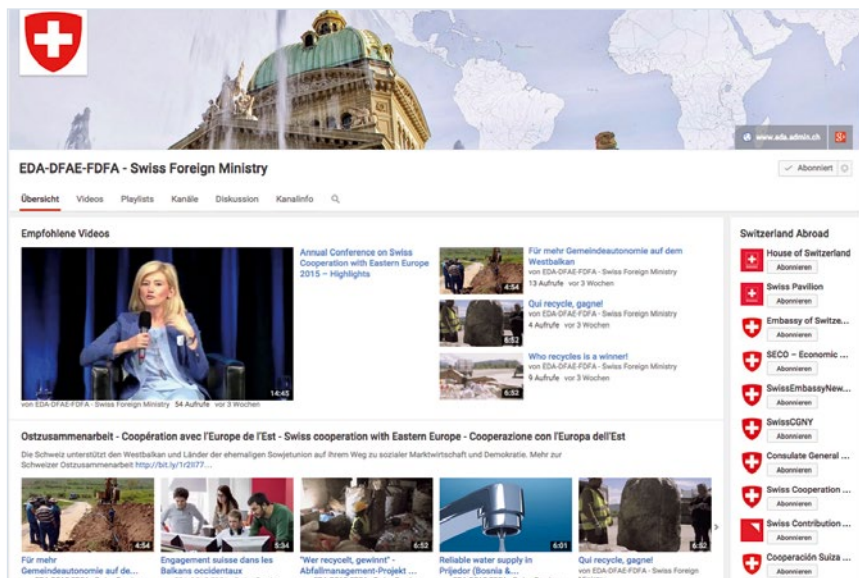 www.eda.admin.ch
EDA-DFAE-FDFA - Swiss Foreign Ministry
Abonniert
Übersicht Videos Playlists Kanäle Diskussion Kanalinfo
Empfohlene Videos
14:45
von EDA-DFAE-FDFA - Swiss Foreign Ministry 54 Aufrufe vor 3 Wochen
Annual Conference on Swiss
Cooperation with Eastern Europe
2015 – Highlights
4:54
Für mehr Gemeindeautonomie auf dem
Westbalkan
von EDA-DFAE-FDFA - Swiss Foreign Ministry
13 Aufrufe vor 3 Wochen
6:52
Qui recycle, gagne!
von EDA-DFAE-FDFA - Swiss Foreign Ministry
4 Aufrufe vor 3 Wochen
6:52
Who recycles is a winner!
von EDA-DFAE-FDFA - Swiss Foreign Ministry
9 Aufrufe vor 3 Wochen
Ostzusammenarbeit - Coopération avec l'Europe de l'Est - Swiss cooperation with Eastern Europe - Cooperazione con l'Europa dell'Est
Die Schweiz unterstützt den Westbalkan und Länder der ehemaligen Sowjetunion auf ihrem Weg zu sozialer Marktwirtschaft und Demokratie. Mehr zur
Schweizer Ostzusammenarbeit
4:54
Für mehr
Gemeindeautonomie auf de...
5:34
Engagement suisse dans les
Balkans occidentaux
6:52
"Wer recycelt, gewinnt" -
Abfallmanagement-Projekt ...
6:01
Reliable water supply in
Prijedor (Bosnia &...
6:52
Qui recycle, gagne!
von EDA-DFAE-FDFA - Swiss Foreign
Switzerland Abroad
House of Switzerland
Abonnieren
Swiss Pavilion
Abonnieren
Embassy of Switze...
Abonnieren
SECO – Economic ...
Abonnieren
SwissEmbassyNew...
Abonnieren
SwissCGNY
Abonnieren
Consulate General ...
Abonnieren
Swiss Cooperation ...
Abonnieren
Swiss Contribution ...
Abonnieren
Cooperación Suiza ...
Abonnieren